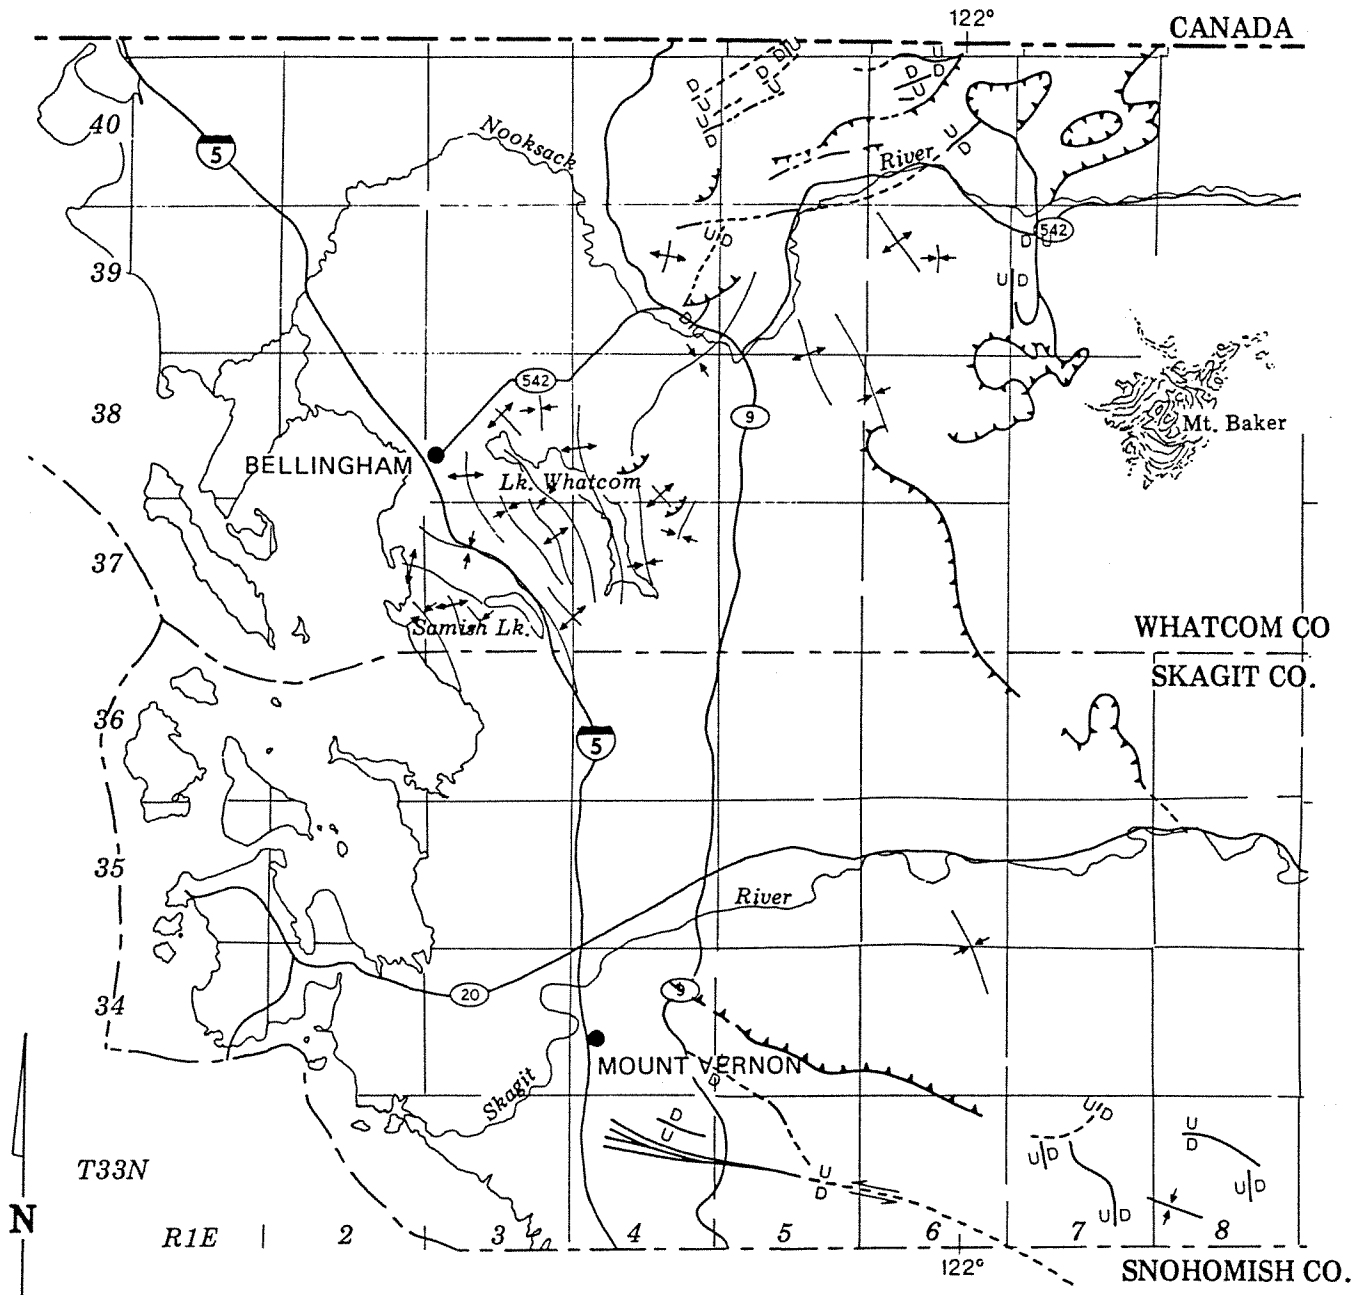 122°
CANADA
U
D
D
U
D
U
D
D
U
D
U
D
U
U
D
D
U
U
D
40
5
Nooksack
River
U
D
542
D
U
39
U
D
U
D
D
542
9
38
Mt. Baker
BELLINGHAM
Lk. Whatcom
37
Samish Lk.
WHATCOM CO
SKAGIT CO.
36
5
35
River
34
20
9
MOUNT VERNON
D
Skagit
D
U
U
D
U
D
U
D
U
D
U
D
U
D
T33N
N
R1E
2
3
4
5
6
7
8
122°
SNOHOMISH CO.